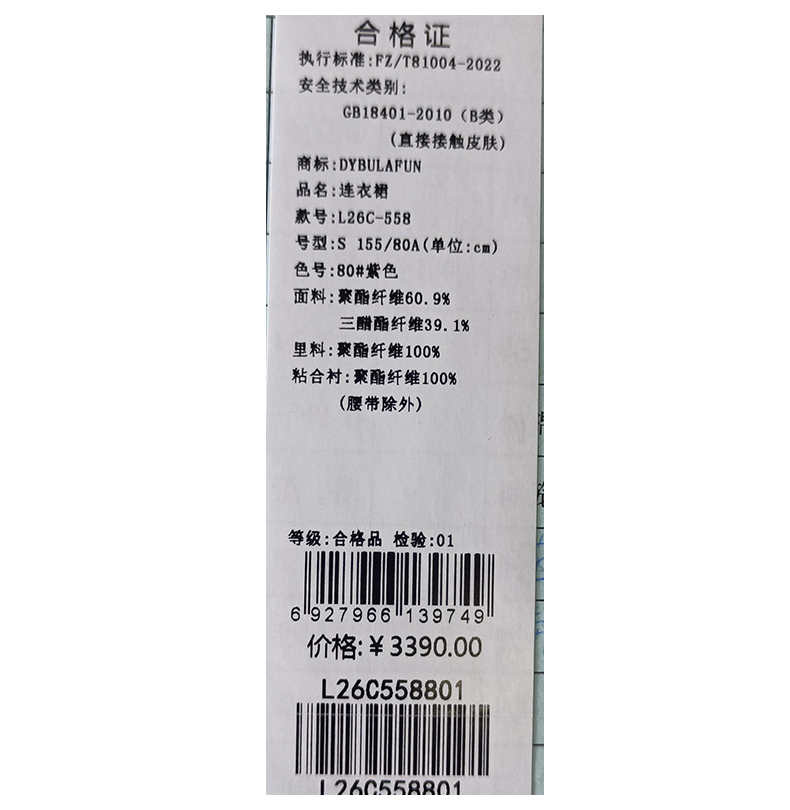 合格证
执行标准:FZ/T81004-2022
安全技术类别:
GB18401-2010（B类）
(直接接触皮肤)
商标:DYBULAFUN
品名:连衣裙
款号:L26C-558
号型:S 155/80A(单位:cm)
色号:80#紫色
面料:聚酯纤维60.9%
三醋酯纤维39.1%
里料:聚酯纤维100%
粘合衬:聚酯纤维100%
(腰带除外)
等级:合格品 检验:01
6 927966 139749
价格:￥3390.00
L26C558801
L26C558801